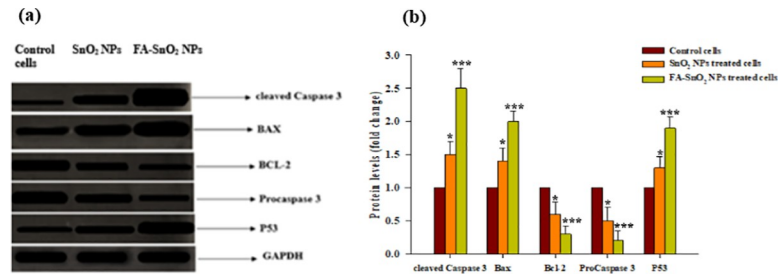 (a)
Control cells
SnO₂ NPs
FA-SnO₂ NPs
cleaved Caspase 3
BAX
BCL-2
Procaspase 3
P53
GAPDH
(b)
Protein levels (fold change)
3.0
2.5
2.0
1.5
1.0
0.5
0.0
Control cells
SnO₂ NPs treated cells
FA-SnO₂ NPs treated cells
* ***
* ***
* ***
* ***
* ***
cleaved Caspase 3
Bax
Bcl-2
ProCaspase 3
P53